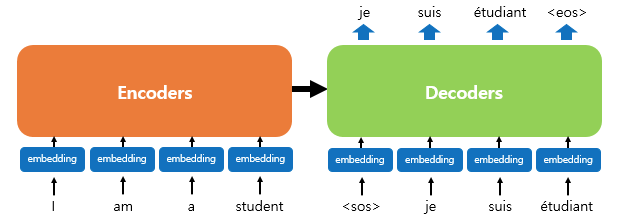 je suis étudiant <eos>
Encoders Decoders
embedding embedding embedding embedding embedding embedding embedding embedding
I am a student <sos> je suis étudiant